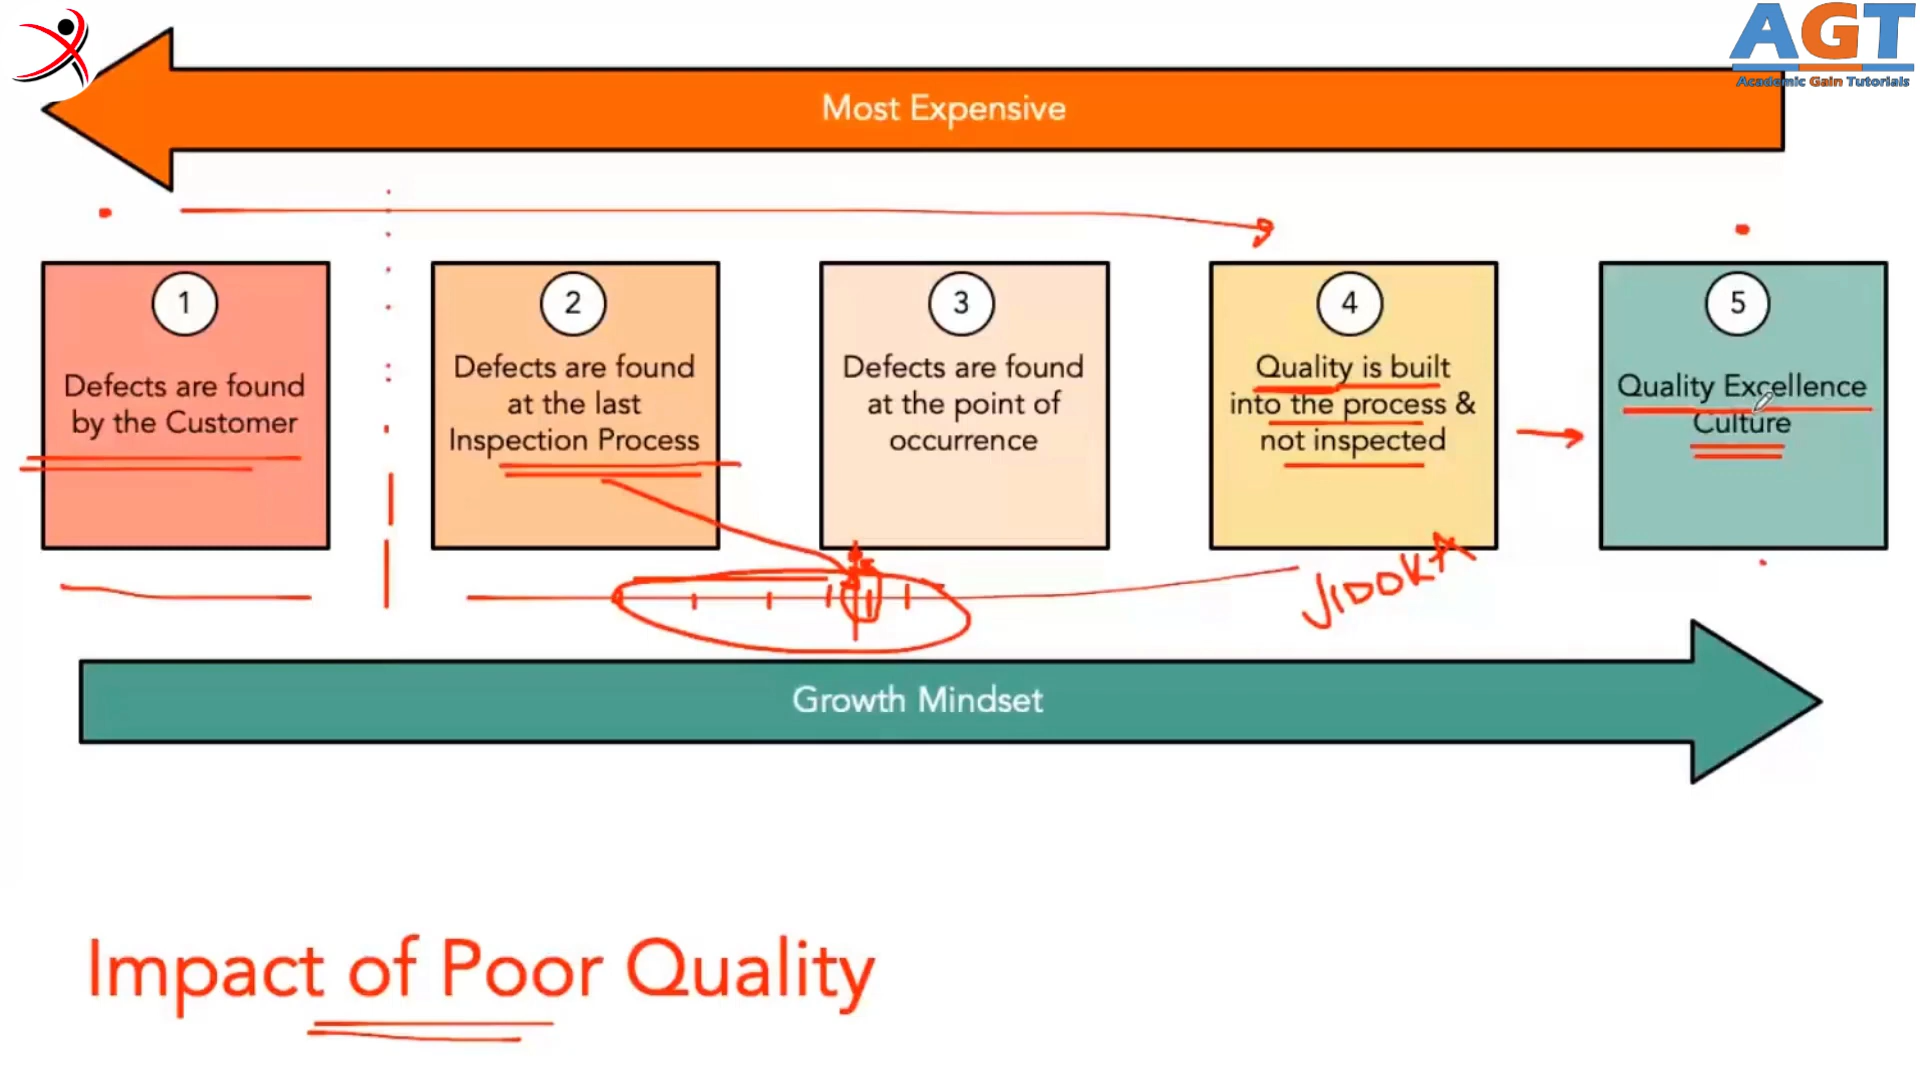 AGT
Academic Gain Tutorials
Most Expensive
1
Defects are found
by the Customer
2
Defects are found
at the last
Inspection Process
3
Defects are found
at the point of
occurrence
4
Quality is built
into the process &
not inspected
5
Quality Excellence
Culture
JIDOKA
Growth Mindset
Impact of Poor Quality